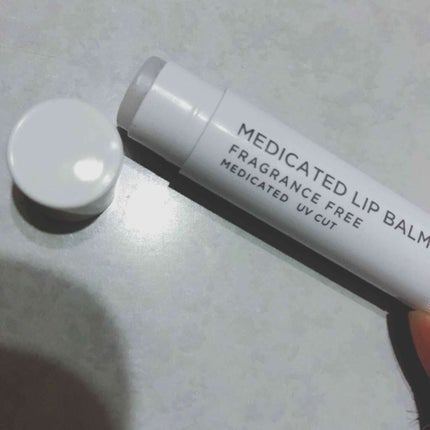 MEDICATED LIP BALM
FRAGRANCE FREE
MEDICATED UV CUT